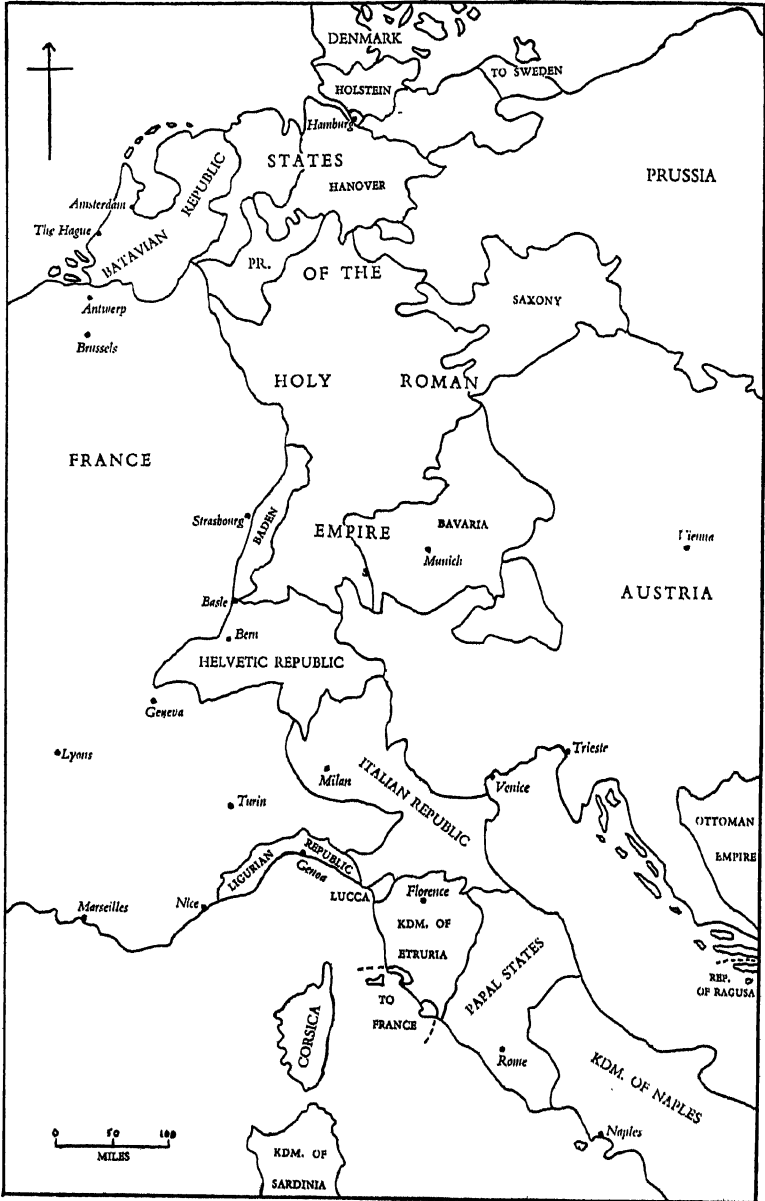 DENMARK
TO SWEDEN
HOLSTEIN
Hamburg
STATES
HANOVER
PRUSSIA
Amsterdam
The Hague
BATAVIAN REPUBLIC
PR.
OF THE
SAXONY
Antwerp
Brussels
HOLY ROMAN
FRANCE
Strasbourg
BADEN
EMPIRE
BAVARIA
Munich
Vienna
AUSTRIA
Basle
Bern
HELVETIC REPUBLIC
Geneva
Lyons
Milan
ITALIAN REPUBLIC
Venice
Trieste
Turin
OTTOMAN
EMPIRE
LIGURIAN REPUBLIC
Genoa
LUCCA
Florence
Marseilles
Nice
KDM. OF
ETRURIA
PAPAL STATES
REP.
OF RAGUSA
TO
FRANCE
CORSICA
Rome
KDM. OF NAPLES
Naples
0 50 100
MILES
KDM. OF
SARDINIA